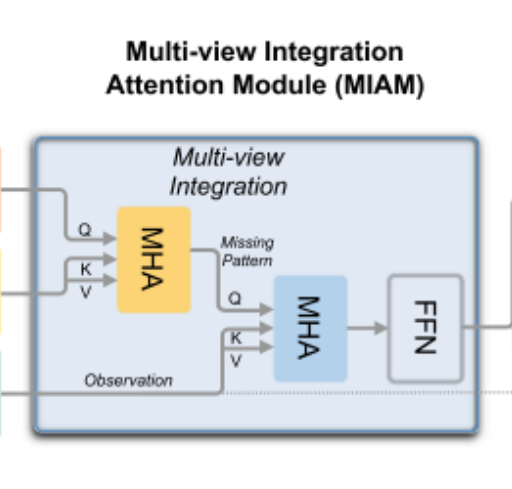 Multi-view Integration
Attention Module (MIAM)
Multi-view
Integration
Q
K
V
MHA
Missing
Pattern
Q
K
V
MHA
FFN
Observation